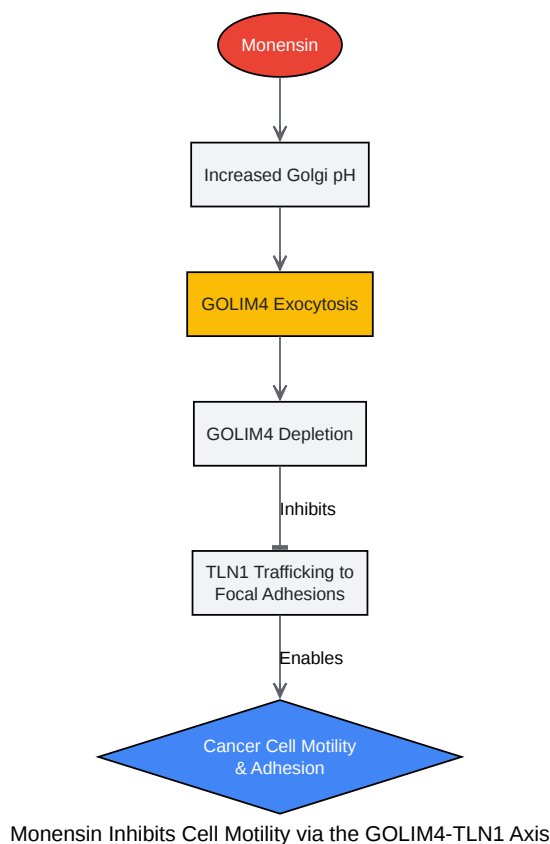 Monensin
Increased Golgi pH
GOLIM4 Exocytosis
GOLIM4 Depletion
Inhibits
TLN1 Trafficking to
Focal Adhesions
Enables
Cancer Cell Motility
& Adhesion
Monensin Inhibits Cell Motility via the GOLIM4-TLN1 Axis